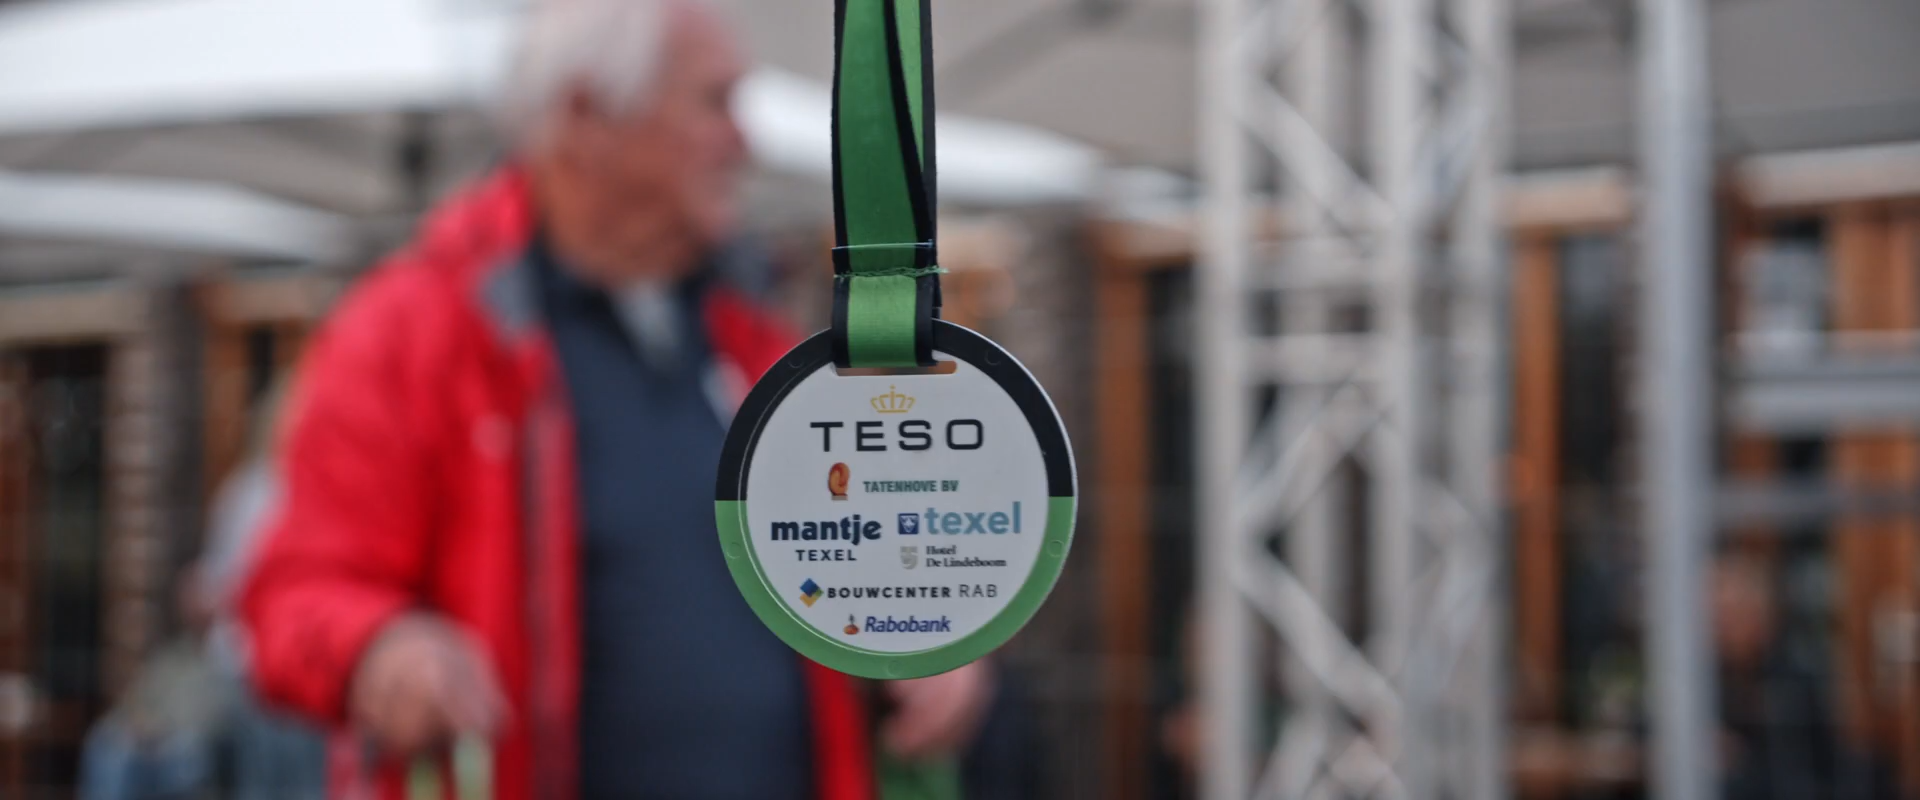 TESO
TATENHOVE BV
mantje
TEXEL
texel
Hotel
De Lindeboom
BOUWCENTER RAB
Rabobank